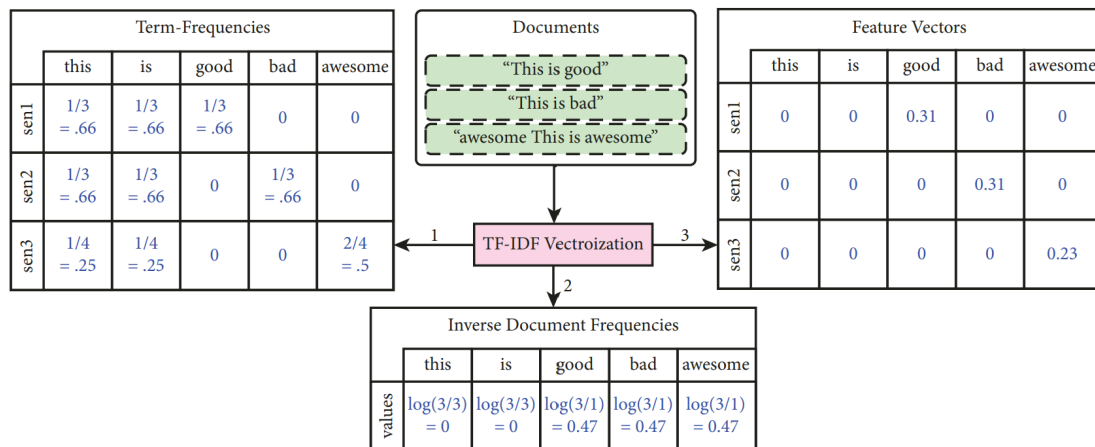 Term-Frequencies
this is good bad awesome
sen1
1/3 1/3 1/3 0 0
= .66 = .66 = .66
sen2
1/3 1/3 0 1/3 0
= .66 = .66 = .66
sen3
1/4 1/4 0 0 2/4
= .25 = .25 = .5
Documents
“This is good”
“This is bad”
“awesome This is awesome”
TF-IDF Vectroization
1
3
2
Feature Vectors
this is good bad awesome
sen1 0 0 0.31 0 0
sen2 0 0 0 0.31 0
sen3 0 0 0 0 0.23
Inverse Document Frequencies
this is good bad awesome
values
log(3/3) log(3/3) log(3/1) log(3/1) log(3/1)
= 0 = 0 = 0.47 = 0.47 = 0.47